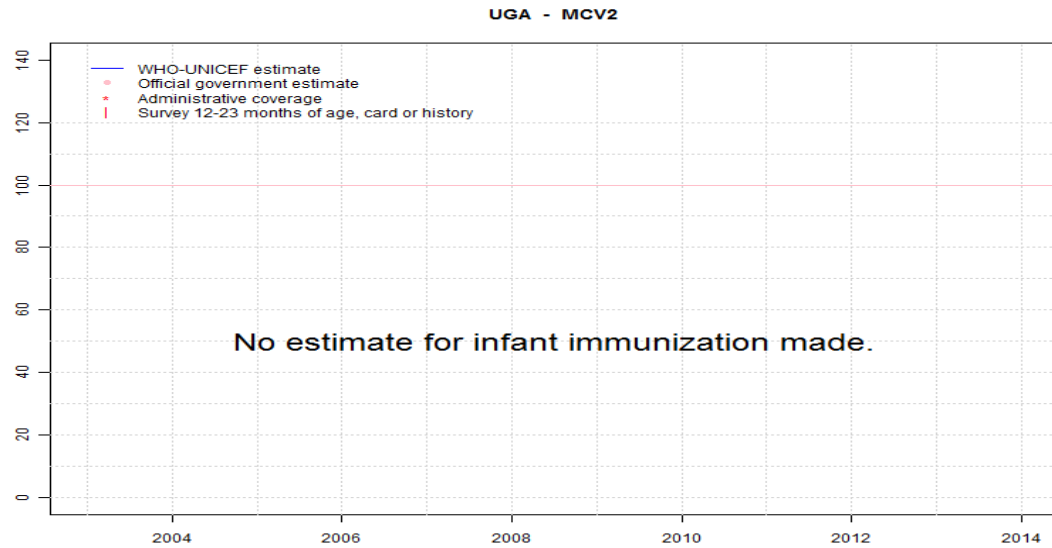 UGA - MCV2
140
120
100
80
60
40
20
0
WHO-UNICEF estimate
Official government estimate
Administrative coverage
Survey 12-23 months of age, card or history
No estimate for infant immunization made.
2004 2006 2008 2010 2012 2014